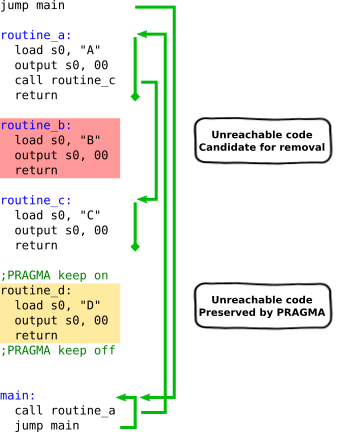 jump main
routine_a:
load s0, "A"
output s0, 00
call routine_c
return
routine_b:
load s0, "B"
output s0, 00
return
Unreachable code
Candidate for removal
routine_c:
load s0, "C"
output s0, 00
return
;PRAGMA keep on
routine_d:
load s0, "D"
output s0, 00
return
;PRAGMA keep off
Unreachable code
Preserved by PRAGMA
main:
call routine_a
jump main